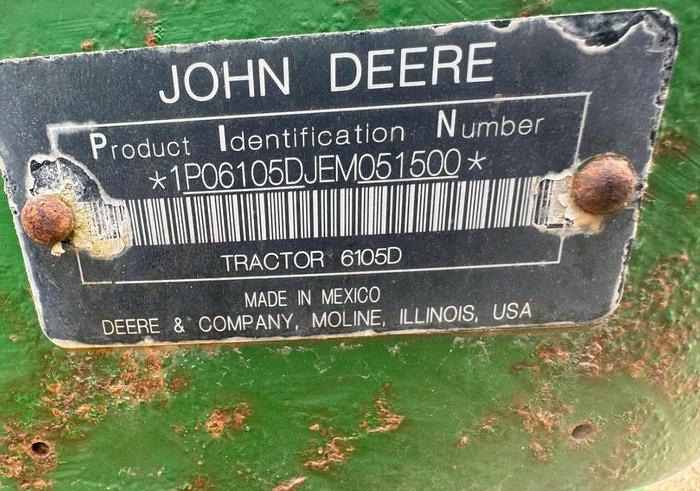 JOHN DEERE
Product Identification Number
*1P06105DJEM051500*
TRACTOR 6105D
MADE IN MEXICO
DEERE & COMPANY, MOLINE, ILLINOIS, USA